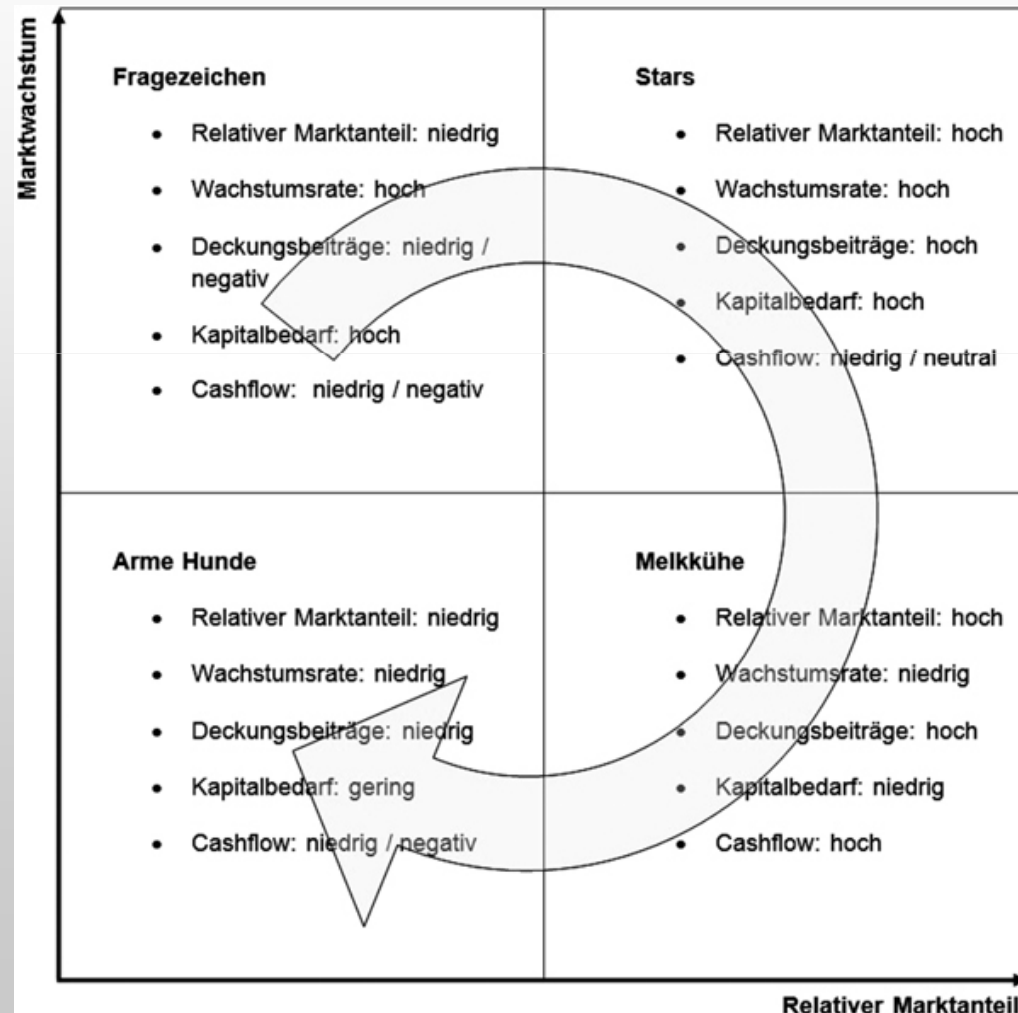 Marktwachstum
Fragezeichen
• Relativer Marktanteil: niedrig
• Wachstumsrate: hoch
• Deckungsbeiträge: niedrig /
negativ
• Kapitalbedarf: hoch
• Cashflow: niedrig / negativ
Stars
• Relativer Marktanteil: hoch
• Wachstumsrate: hoch
• Deckungsbeiträge: hoch
• Kapitalbedarf: hoch
• Cashflow: niedrig / neutral
Arme Hunde
• Relativer Marktanteil: niedrig
• Wachstumsrate: niedrig
• Deckungsbeiträge: niedrig
• Kapitalbedarf: gering
• Cashflow: niedrig / negativ
Melkkühe
• Relativer Marktanteil: hoch
• Wachstumsrate: niedrig
• Deckungsbeiträge: hoch
• Kapitalbedarf: niedrig
• Cashflow: hoch
Relativer Marktanteil